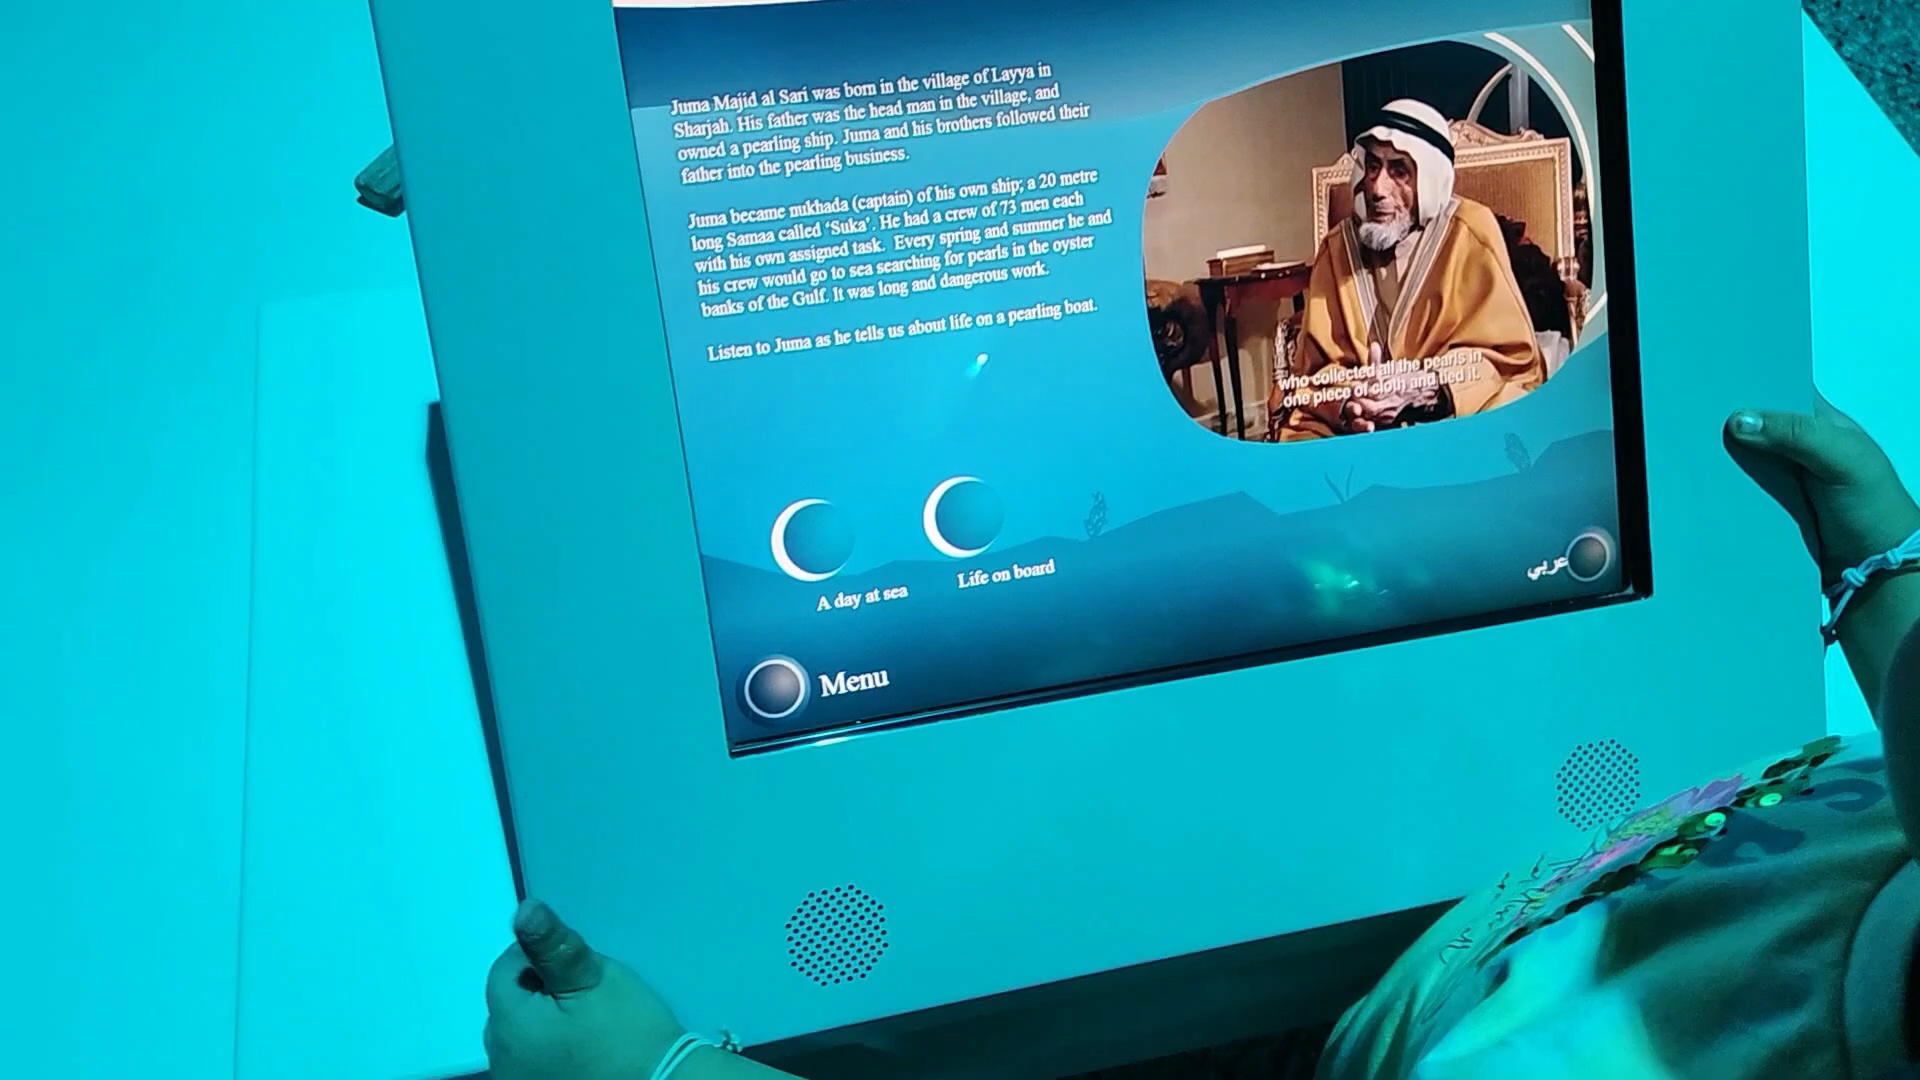 Juma Majid al Sari was born in the village of Layya in
Sharjah. His father was the head man in the village, and
owned a pearling ship. Juma and his brothers followed their
father into the pearling business.
Juma became nukhada (captain) of his own ship; a 20 metre
long Samaa called ‘Suka’. He had a crew of 73 men each
with his own assigned task. Every spring and summer he and
his crew would go to sea searching for pearls in the oyster
banks of the Gulf. It was long and dangerous work.
Listen to Juma as he tells us about life on a pearling boat.
who collected all the pearls in
one piece of cloth and tied it.
A day at sea
Life on board
عربي
Menu